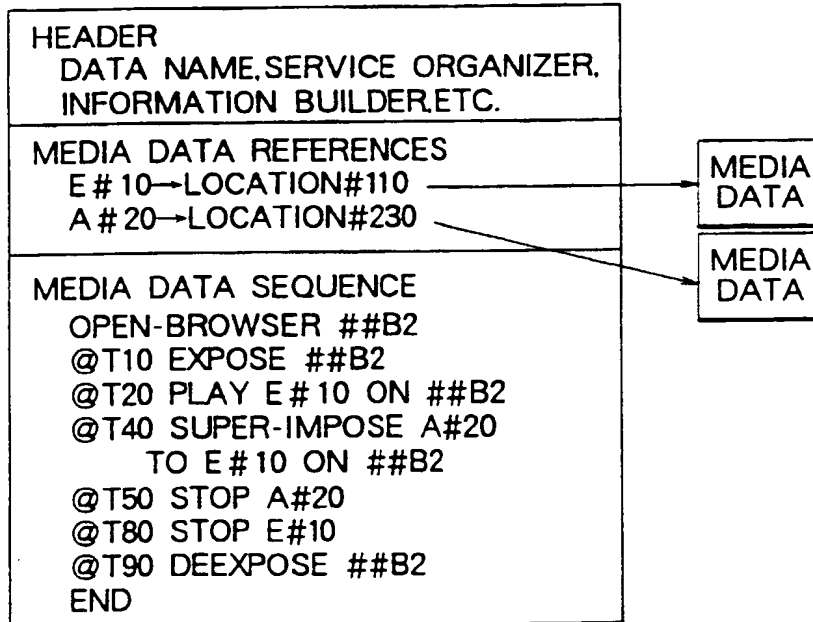 HEADER
DATA NAME,SERVICE ORGANIZER,
INFORMATION BUILDER,ETC.
MEDIA DATA REFERENCES
E#10→LOCATION#110
A#20→LOCATION#230
MEDIA DATA SEQUENCE
OPEN-BROWSER ##B2
@T10 EXPOSE ##B2
@T20 PLAY E#10 ON ##B2
@T40 SUPER-IMPOSE A#20
TO E#10 ON ##B2
@T50 STOP A#20
@T80 STOP E#10
@T90 DEEXPOSE ##B2
END
MEDIA
DATA
MEDIA
DATA